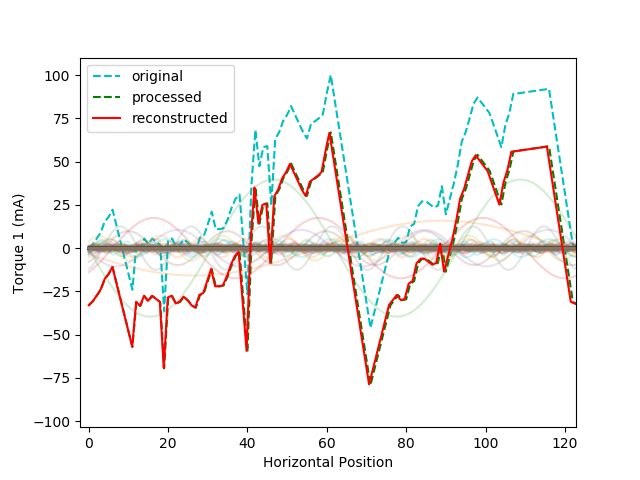 original
processed
reconstructed
100
75
50
25
0
−25
−50
−75
−100
Torque 1 (mA)
0 20 40 60 80 100 120
Horizontal Position